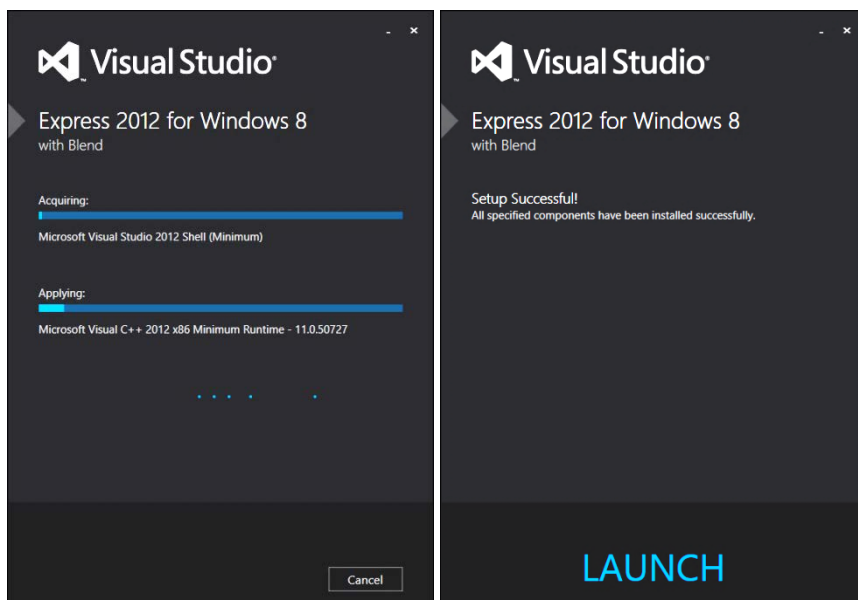 Visual Studio
Express 2012 for Windows 8
with Blend
Acquiring:
Microsoft Visual Studio 2012 Shell (Minimum)
Applying:
Microsoft Visual C++ 2012 x86 Minimum Runtime - 11.0.50727
Cancel
Visual Studio
Express 2012 for Windows 8
with Blend
Setup Successful!
All specified components have been installed successfully.
LAUNCH